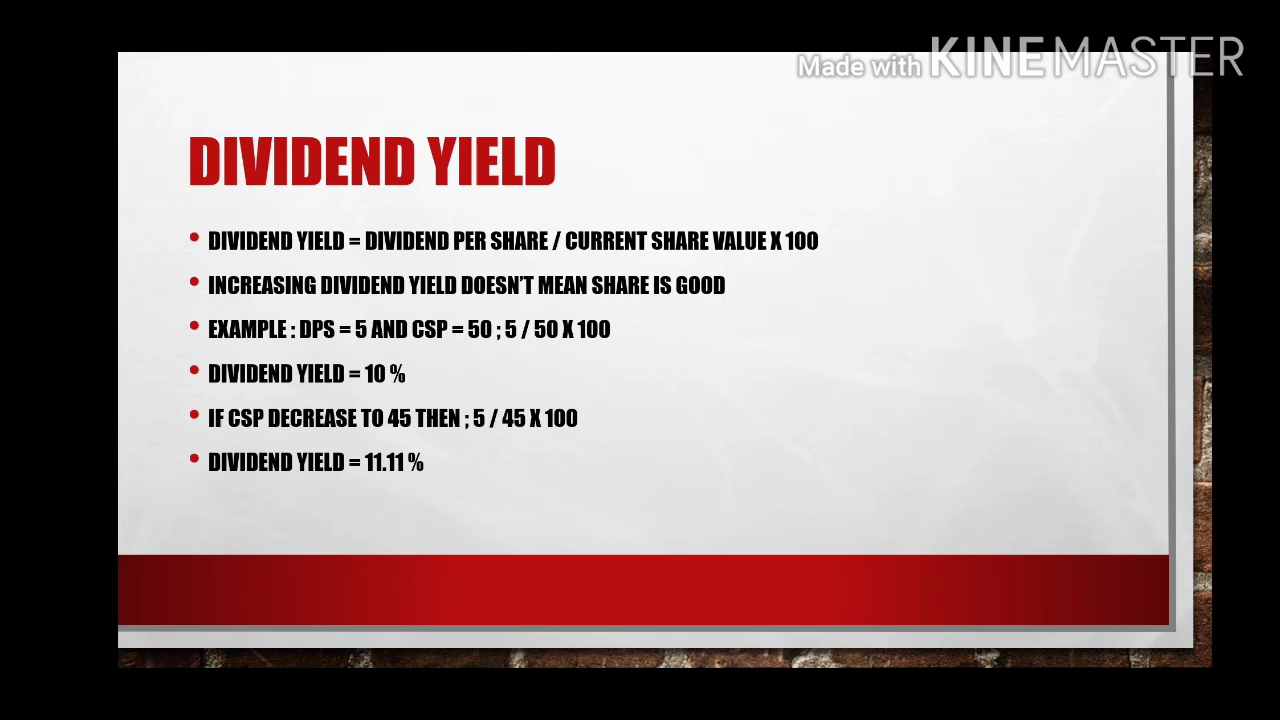 Made with KINEMASTER
DIVIDEND YIELD
• DIVIDEND YIELD = DIVIDEND PER SHARE / CURRENT SHARE VALUE X 100
• INCREASING DIVIDEND YIELD DOESN'T MEAN SHARE IS GOOD
• EXAMPLE : DPS = 5 AND CSP = 50 ; 5 / 50 X 100
• DIVIDEND YIELD = 10 %
• IF CSP DECREASE TO 45 THEN ; 5 / 45 X 100
• DIVIDEND YIELD = 11.11 %